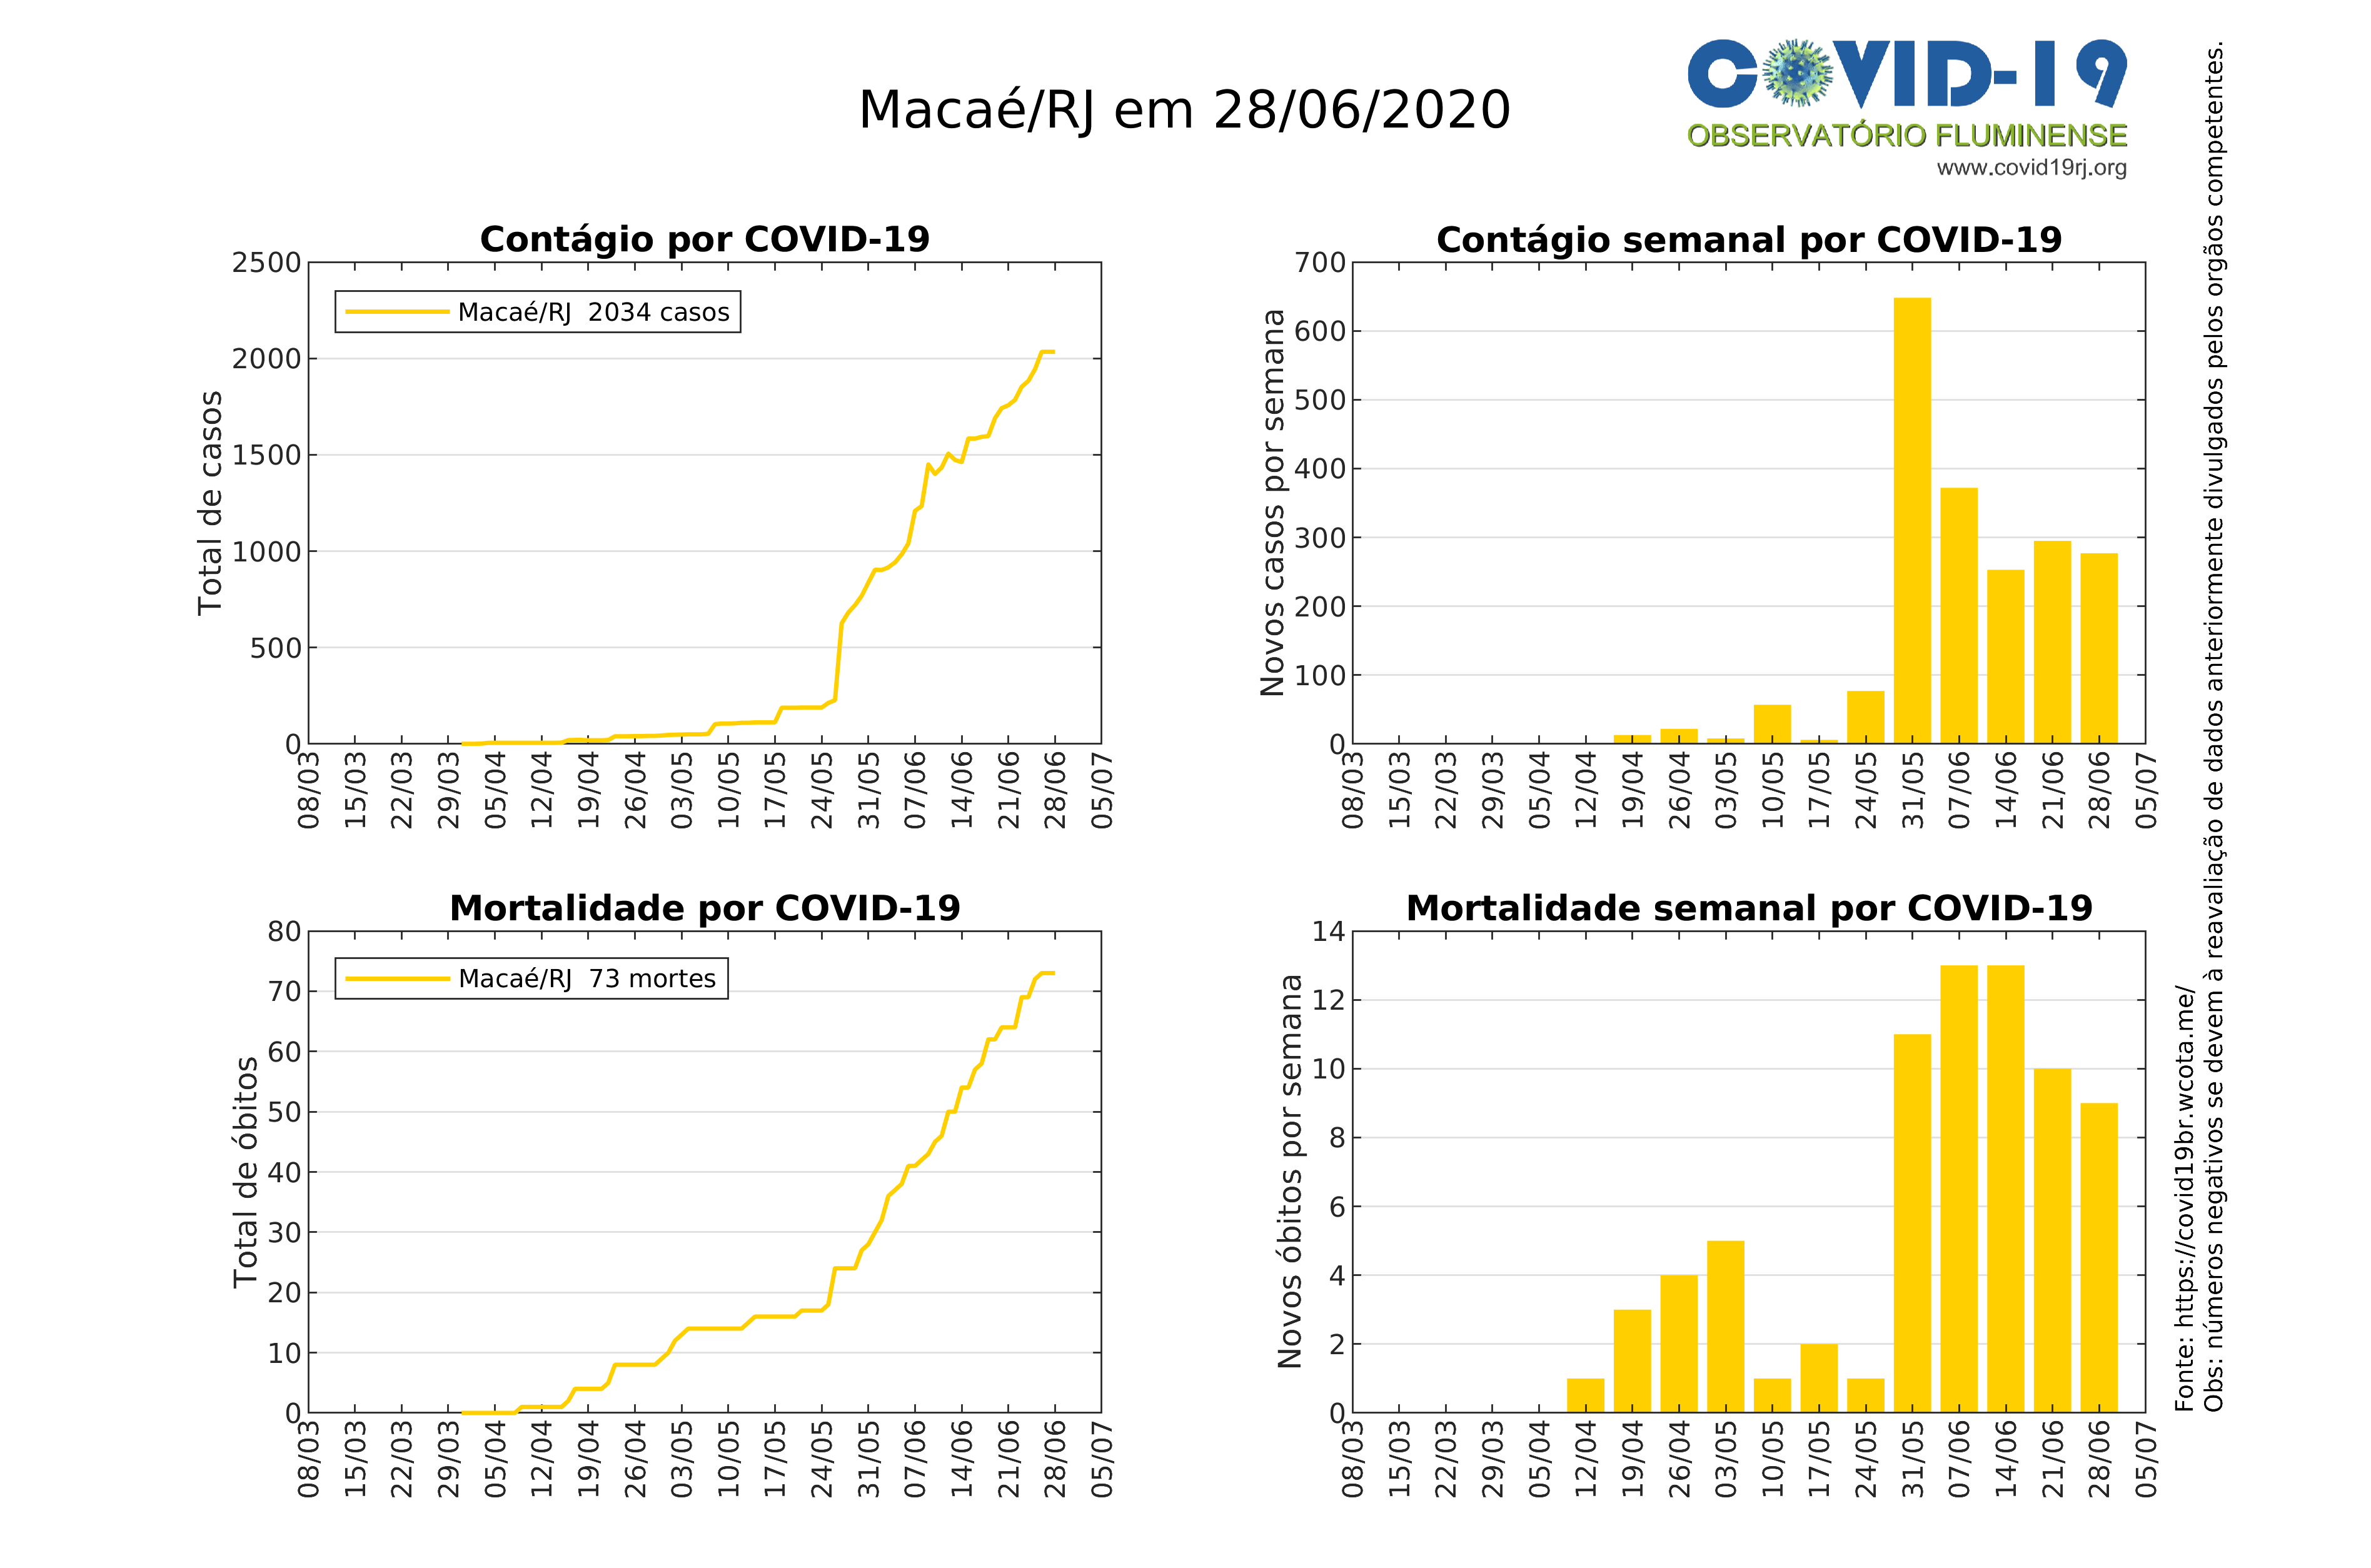 Macaé/RJ em 28/06/2020
COVID-19
OBSERVATÓRIO FLUMINENSE
www.covid19rj.org
Contágio por COVID-19
Total de casos
2500
2000
1500
1000
500
0
Macaé/RJ 2034 casos
08/03 15/03 22/03 29/03 05/04 12/04 19/04 26/04 03/05 10/05 17/05 24/05 31/05 07/06 14/06 21/06 28/06 05/07
Contágio semanal por COVID-19
Novos casos por semana
700
600
500
400
300
200
100
0
08/03 15/03 22/03 29/03 05/04 12/04 19/04 26/04 03/05 10/05 17/05 24/05 31/05 07/06 14/06 21/06 28/06 05/07
Mortalidade por COVID-19
Total de óbitos
80
70
60
50
40
30
20
10
0
Macaé/RJ 73 mortes
08/03 15/03 22/03 29/03 05/04 12/04 19/04 26/04 03/05 10/05 17/05 24/05 31/05 07/06 14/06 21/06 28/06 05/07
Mortalidade semanal por COVID-19
Novos óbitos por semana
14
12
10
8
6
4
2
0
08/03 15/03 22/03 29/03 05/04 12/04 19/04 26/04 03/05 10/05 17/05 24/05 31/05 07/06 14/06 21/06 28/06 05/07
Fonte: https://covid19br.wcota.me/
Obs: números negativos se devem à reavaliação de dados anteriormente divulgados pelos orgãos competentes.